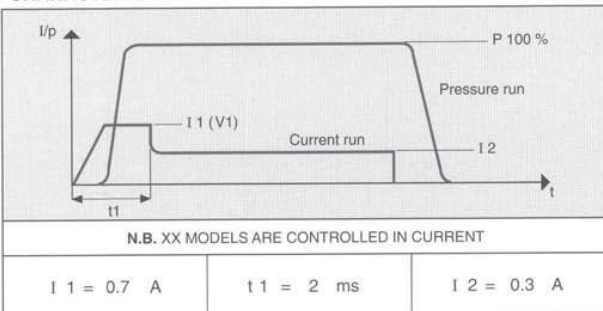 I/p
P 100 %
Pressure run
I 1 (V1)
Current run
I 2
t
t1
N.B. XX MODELS ARE CONTROLLED IN CURRENT
I 1 = 0.7 A
t 1 = 2 ms
I 2 = 0.3 A